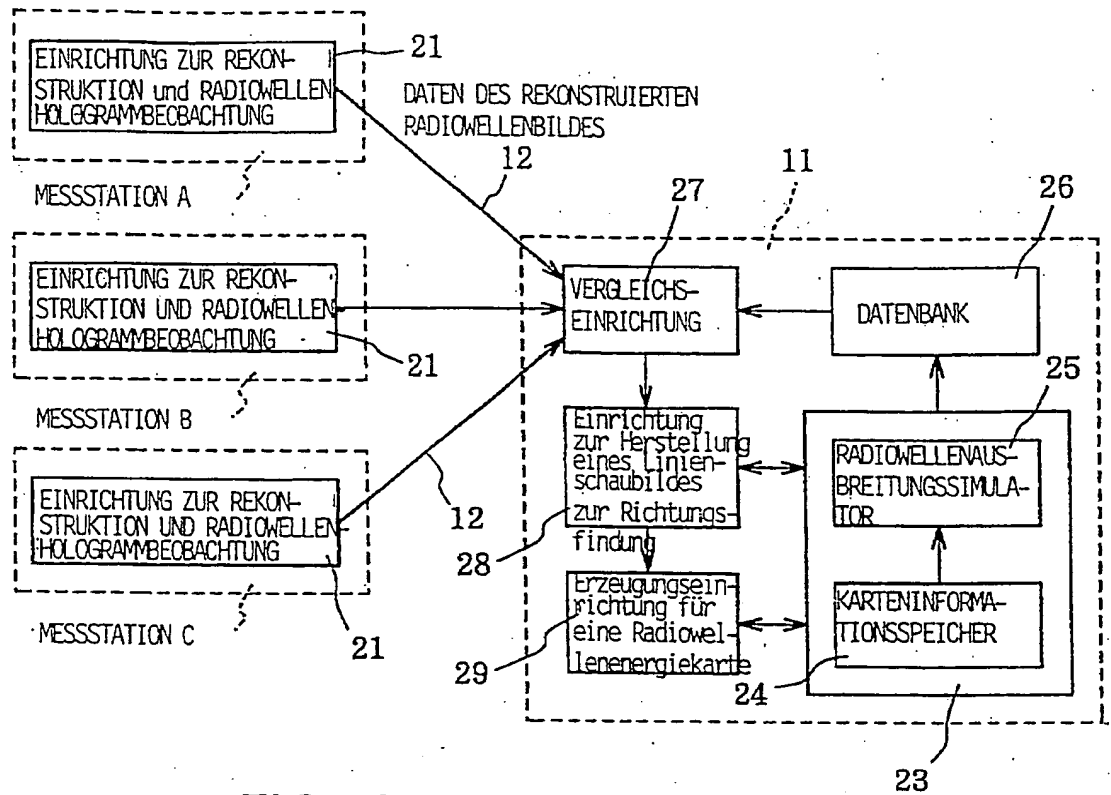 EINRICHTUNG ZUR REKON-
STRUKTION und RADIOWELLEN
HOLOGRAMMBEOBACHTUNG
21
MESSSTATION A
DATEN DES REKONSTRUIERTEN
RADIOWELLENBILDES
12
EINRICHTUNG ZUR REKON-
STRUKTION UND RADIOWELLEN-
HOLOGRAMMBEOBACHTUNG
21
MESSSTATION B
EINRICHTUNG ZUR REKON-
STRUKTION UND RADIOWELLEN-
HOLOGRAMMBEOBACHTUNG
21
MESSSTATION C
12
11
27
VERGLEICHS-
EINRICHTUNG
26
DATENBANK
Einrichtung
zur Herstellung
eines Linien-
schaubildes
zur Richtungs-
findung
28
25
RADIOWELLENAUS-
BREITUNGSSIMULA-
TOR
Erzeugungsein-
richtung für
eine Radiowel-
lenenergiekarte
29
KARTENINFORMA-
TIONSSPEICHER
24
23